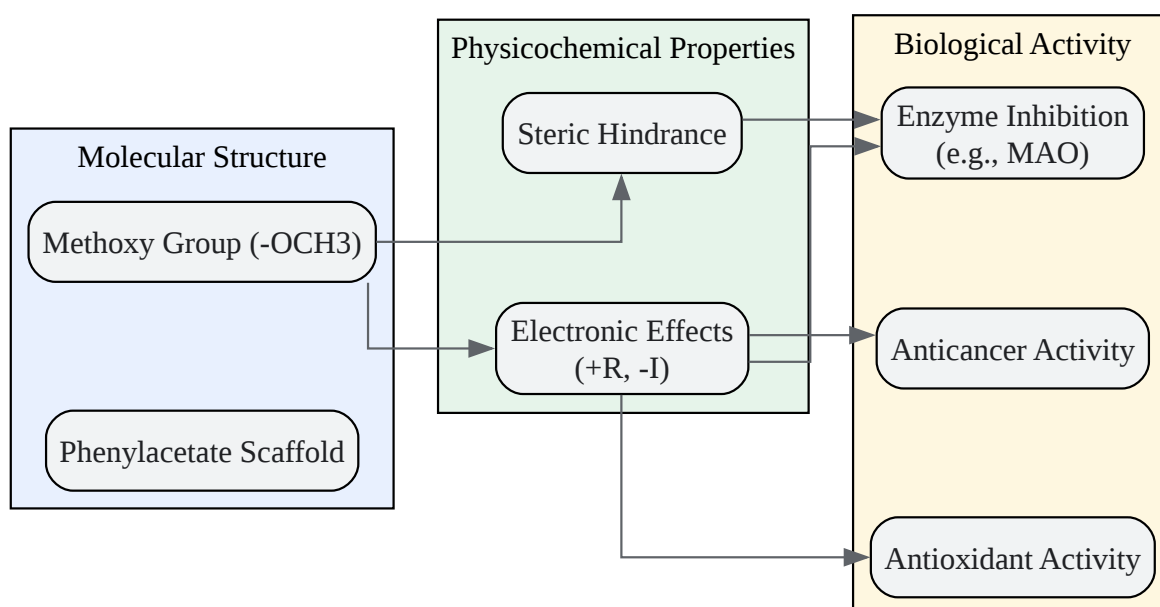 Molecular Structure
Methoxy Group (-OCH3)
Phenylacetate Scaffold
Physicochemical Properties
Steric Hindrance
Electronic Effects
(+R, -I)
Biological Activity
Enzyme Inhibition
(e.g., MAO)
Anticancer Activity
Antioxidant Activity